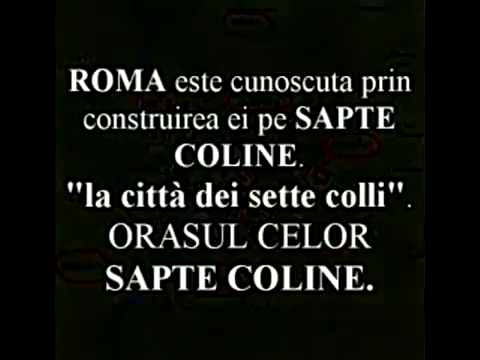 ROMA este cunoscuta prin
construirea ei pe SAPTE
COLINE.
"la città dei sette colli".
ORASUL CELOR
SAPTE COLINE.